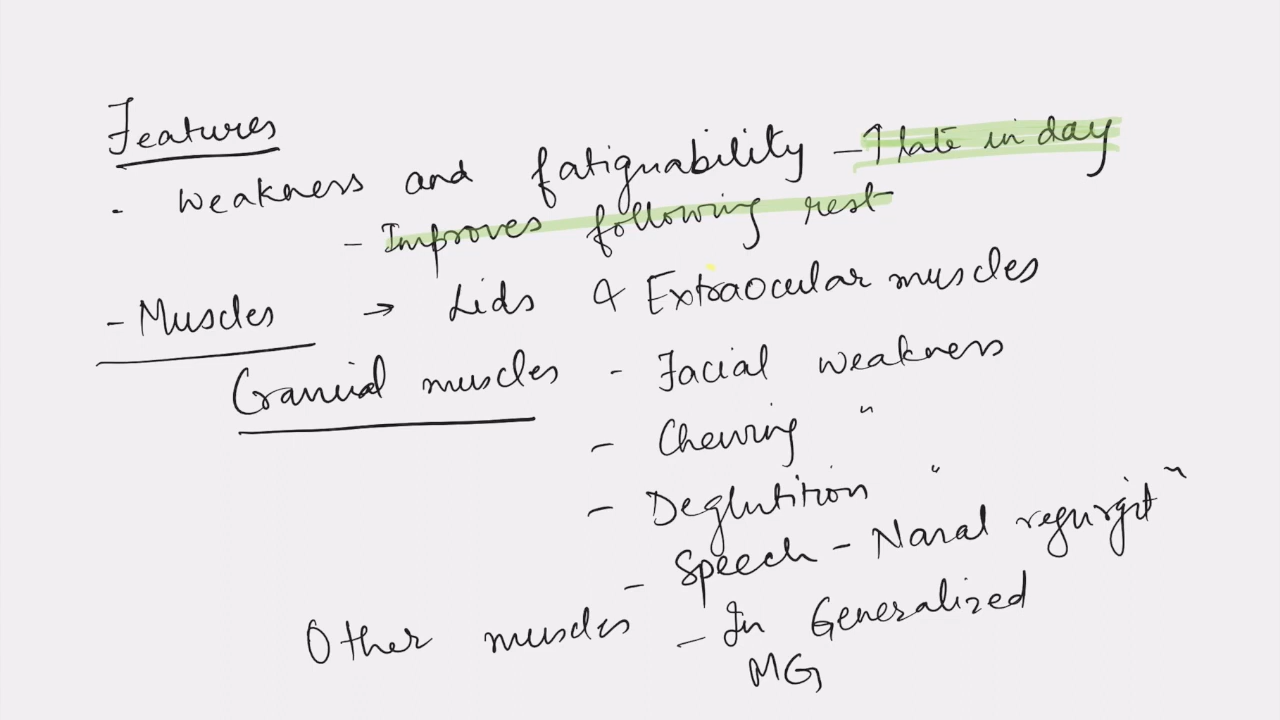 Features
· Weakness and fatiguability - ↑ late in day
- Improves following rest
- Muscles → Lids & Extraocular muscles
Cranial muscles - Facial weakness
- Chewing "
- Deglutition "
- Speech - Nasal regurgit"
Other muscles - In Generalized
MG